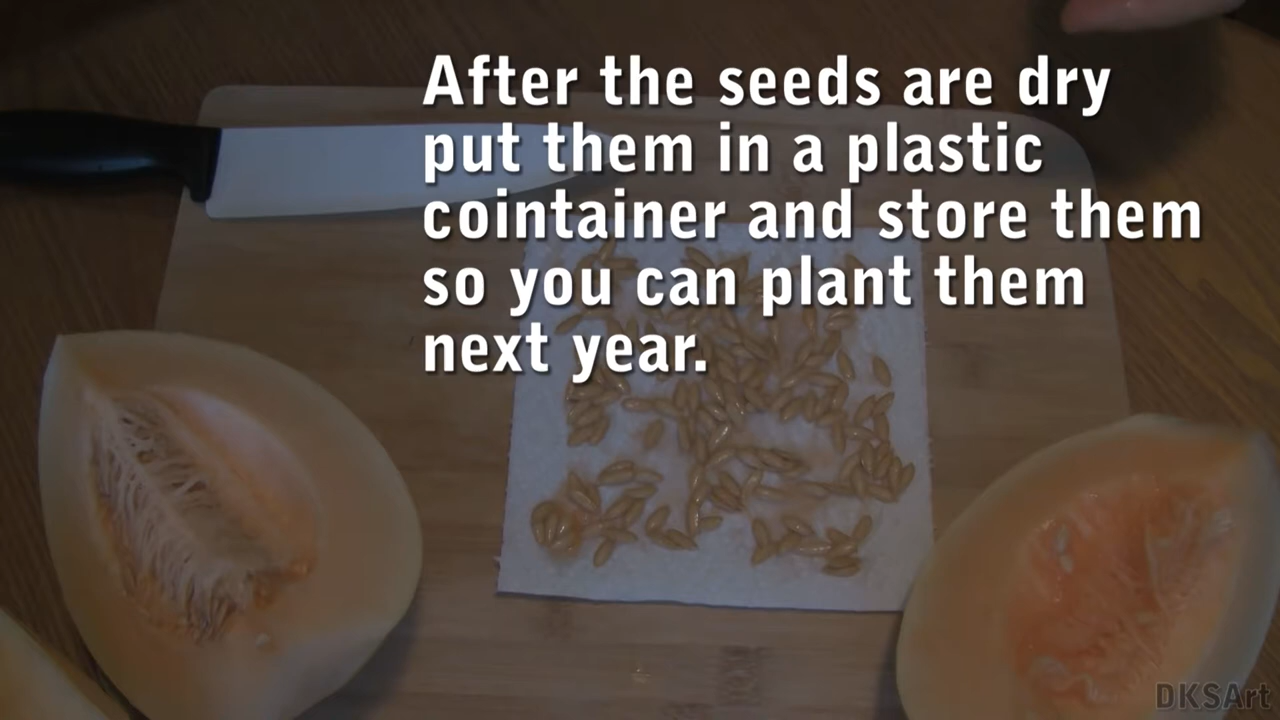 After the seeds are dry
put them in a plastic
cointainer and store them
so you can plant them
next year.
DKSArt